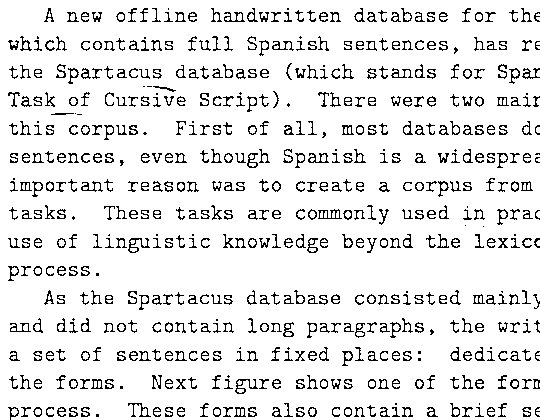 A new offline handwritten database for the
which contains full Spanish sentences, has re
the Spartacus database (which stands for Spar
Task of Cursive Script). There were two main
this corpus. First of all, most databases do
sentences, even though Spanish is a widesprea
important reason was to create a corpus from
tasks. These tasks are commonly used in prac
use of linguistic knowledge beyond the lexico
process.
As the Spartacus database consisted mainly
and did not contain long paragraphs, the writ
a set of sentences in fixed places: dedicate
the forms. Next figure shows one of the form
process. These forms also contain a brief se